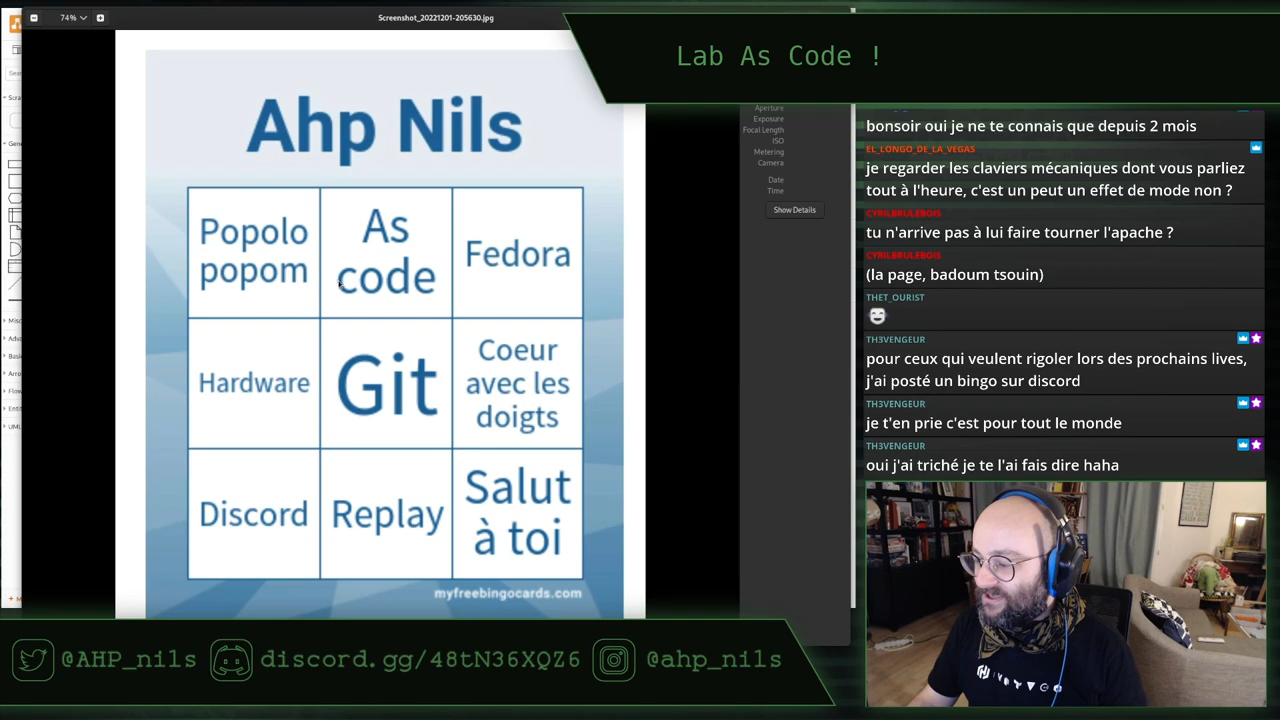 74%
Screenshot_20221201-205630.jpg
Lab As Code !
Ahp Nils
Popolo
popom
As
code
Fedora
Hardware
Git
Coeur
avec les
doigts
Discord
Replay
Salut
à toi
myfreebingocards.com
Aperture
Exposure
Focal Length
ISO
Metering
Camera
Date
Time
Show Details
bonsoir oui je ne te connais que depuis 2 mois
EL_LONGO_DE_LA_VEGAS
je regarder les claviers mécaniques dont vous parliez
tout à l'heure, c'est un peut un effet de mode non ?
CYRILBRULEBOIS
tu n'arrive pas à lui faire tourner l'apache ?
CYRILBRULEBOIS
(la page, badoum tsouin)
THET_OURIST
TH3VENGEUR
pour ceux qui veulent rigoler lors des prochains lives,
j'ai posté un bingo sur discord
TH3VENGEUR
je t'en prie c'est pour tout le monde
TH3VENGEUR
oui j'ai triché je te l'ai fais dire haha
@AHP_nils
discord.gg/48tN36XQZ6
@ahp_nils